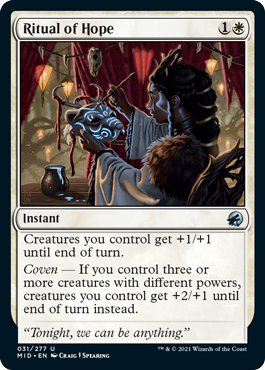 Ritual of Hope 1
Instant
Creatures you control get +1/+1
until end of turn.
Coven — If you control three or
more creatures with different powers,
creatures you control get +2/+1 until
end of turn instead.
“Tonight, we can be anything.”
031/277 U
MID • EN Craig J Spearing
™ & © 2021 Wizards of the Coast